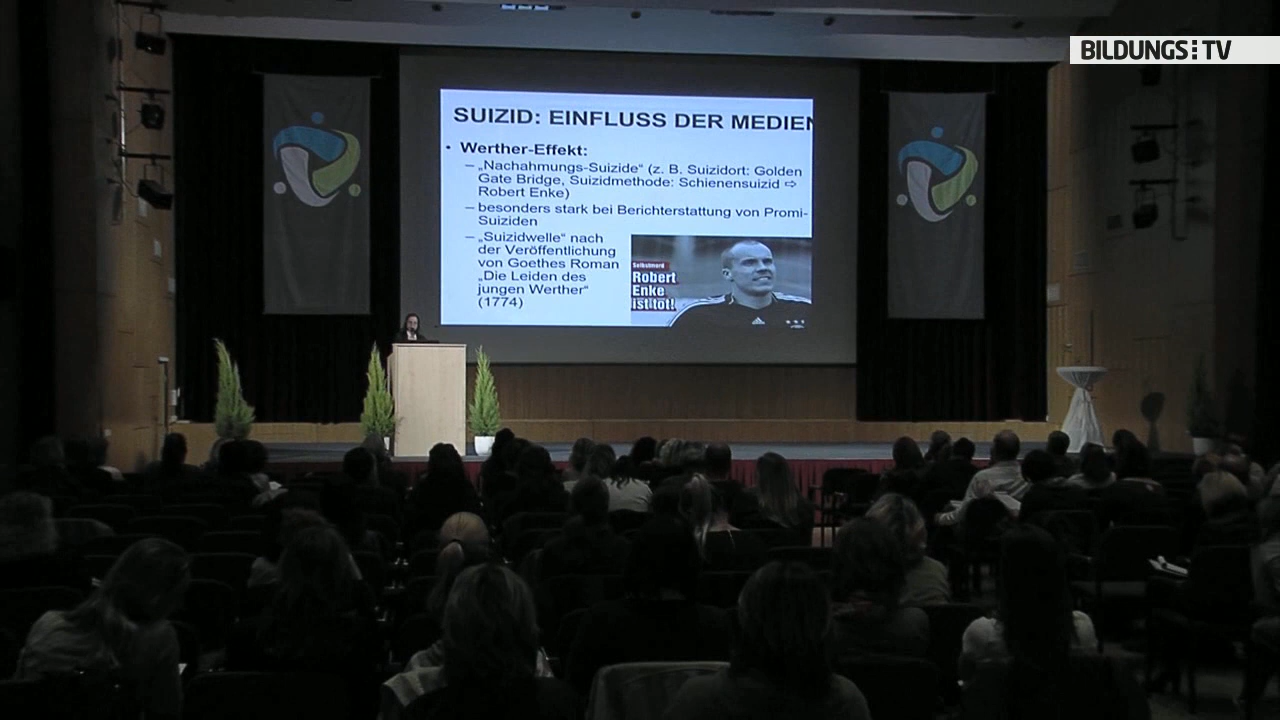 BILDUNGS TV
SUIZID: EINFLUSS DER MEDIEN
• Werther-Effekt:
– „Nachahmungs-Suizide“ (z. B. Suizidort: Golden
Gate Bridge, Suizidmethode: Schienensuizid ⇨
Robert Enke)
– besonders stark bei Berichterstattung von Promi-
Suiziden
– „Suizidwelle“ nach
der Veröffentlichung
von Goethes Roman
„Die Leiden des
jungen Werther“
(1774)
Selbstmord
Robert
Enke
ist tot!